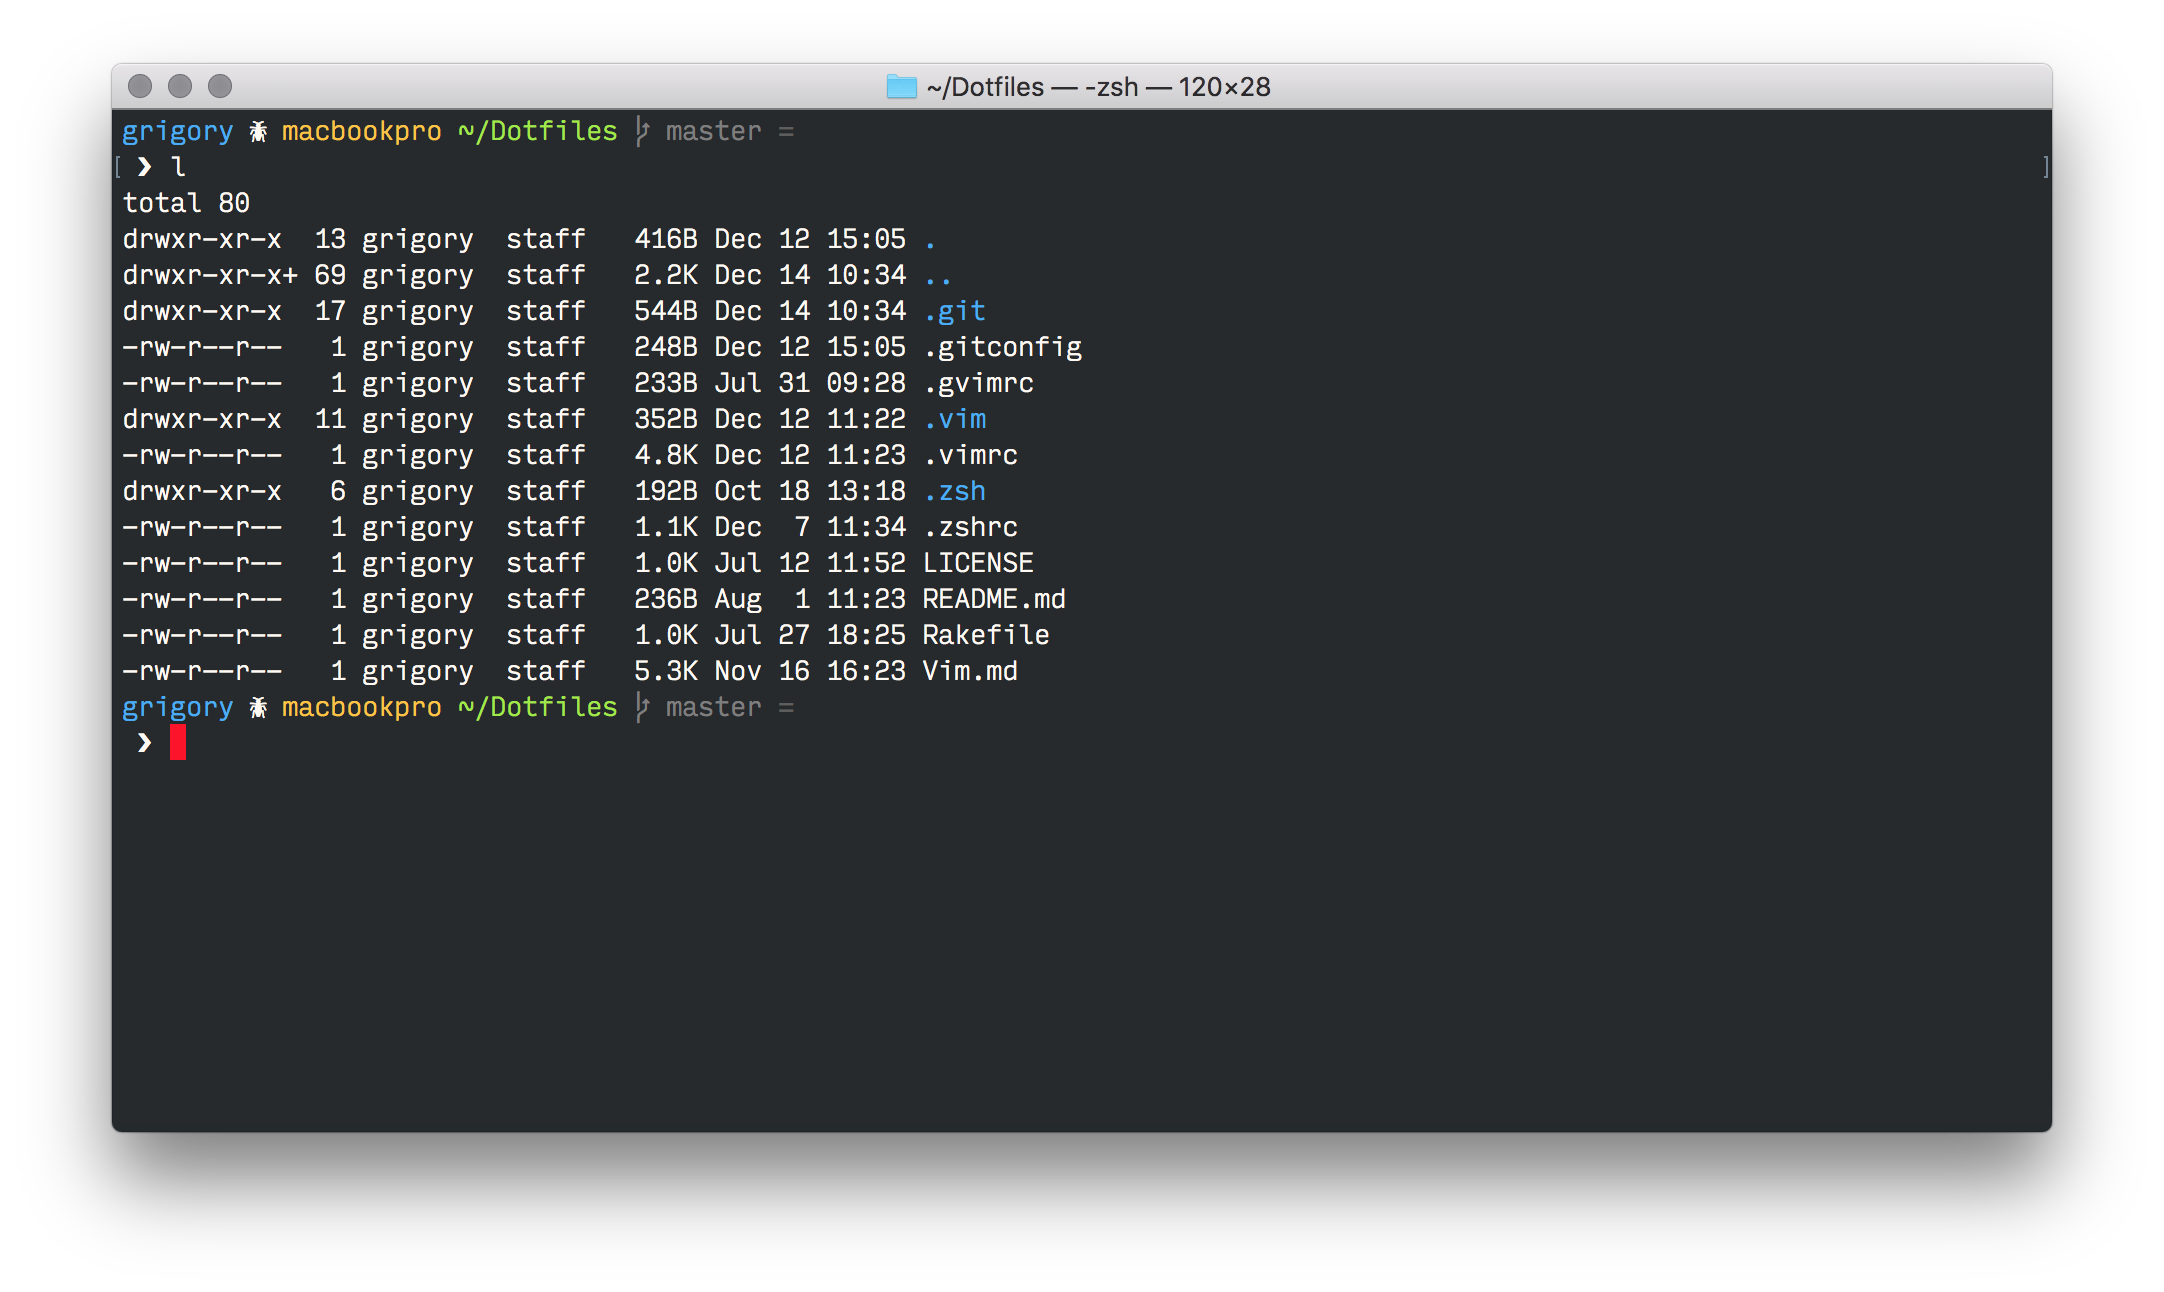 ~/Dotfiles — -zsh — 120×28
grigory macbookpro ~/Dotfiles master =
[ ❯ l ]
total 80
drwxr-xr-x  13 grigory  staff   416B Dec 12 15:05 .
drwxr-xr-x+ 69 grigory  staff   2.2K Dec 14 10:34 ..
drwxr-xr-x  17 grigory  staff   544B Dec 14 10:34 .git
-rw-r--r--   1 grigory  staff   248B Dec 12 15:05 .gitconfig
-rw-r--r--   1 grigory  staff   233B Jul 31 09:28 .gvimrc
drwxr-xr-x  11 grigory  staff   352B Dec 12 11:22 .vim
-rw-r--r--   1 grigory  staff   4.8K Dec 12 11:23 .vimrc
drwxr-xr-x   6 grigory  staff   192B Oct 18 13:18 .zsh
-rw-r--r--   1 grigory  staff   1.1K Dec  7 11:34 .zshrc
-rw-r--r--   1 grigory  staff   1.0K Jul 12 11:52 LICENSE
-rw-r--r--   1 grigory  staff   236B Aug  1 11:23 README.md
-rw-r--r--   1 grigory  staff   1.0K Jul 27 18:25 Rakefile
-rw-r--r--   1 grigory  staff   5.3K Nov 16 16:23 Vim.md
grigory macbookpro ~/Dotfiles master =
❯